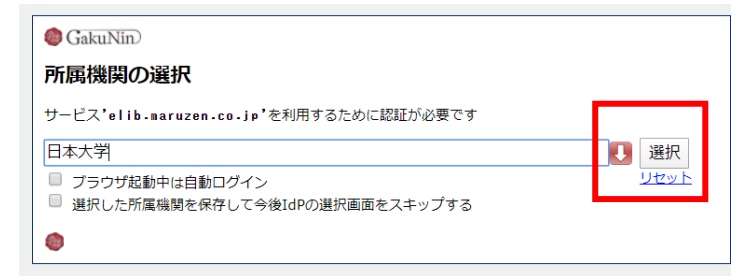 GakuNin
所属機関の選択
サービス'elib.maruzen.co.jp'を利用するために認証が必要です
日本大学
選択
リセット
ブラウザ起動中は自動ログイン
選択した所属機関を保存して今後IdPの選択画面をスキップする